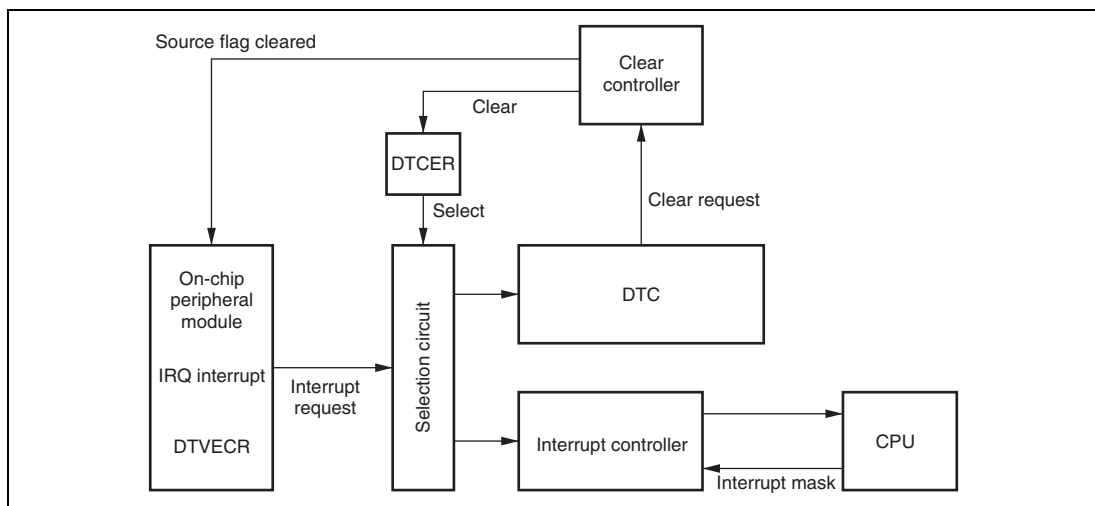 Source flag cleared
Clear
controller
Clear
DTCER
Select
Clear request
On-chip
peripheral
module
IRQ interrupt
DTVECR
Interrupt
request
Selection circuit
DTC
Interrupt controller
CPU
Interrupt mask